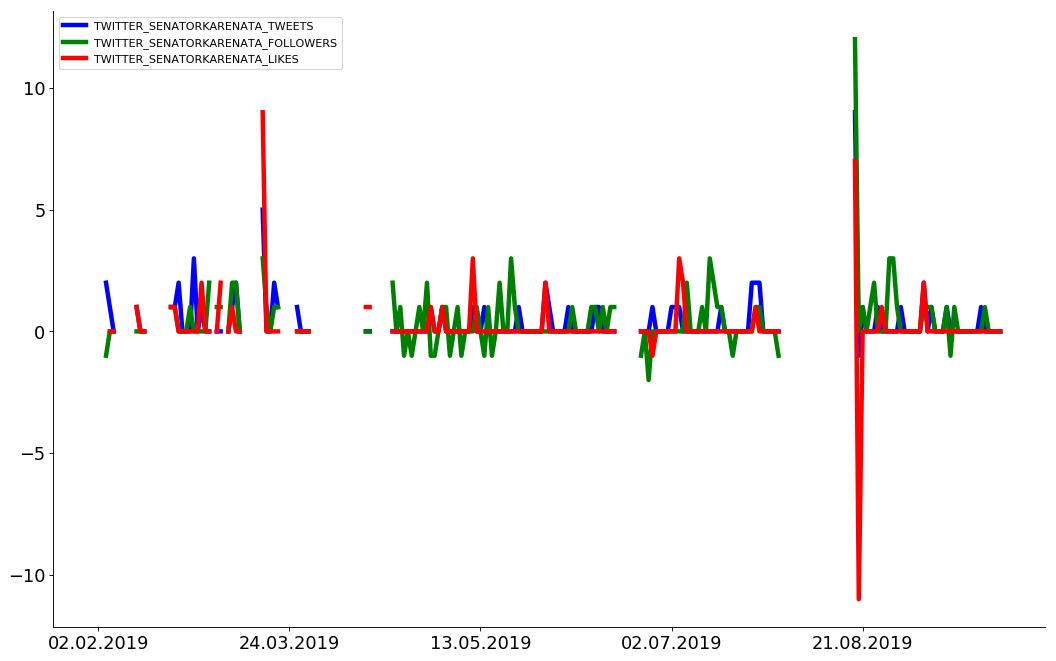 TWITTER_SENATORKARENATA_TWEETS
TWITTER_SENATORKARENATA_FOLLOWERS
TWITTER_SENATORKARENATA_LIKES
10
5
0
−5
−10
02.02.2019 24.03.2019 13.05.2019 02.07.2019 21.08.2019